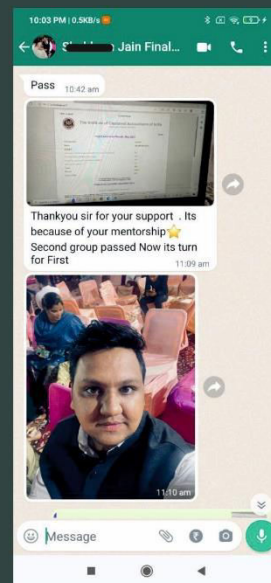 10:03 PM | 0.5KB/s
Jain Final...
Pass
10:42 am
Thankyou sir for your support . Its
because of your mentorship⭐
Second group passed Now its turn
for First
11:09 am
11:10 am
Message